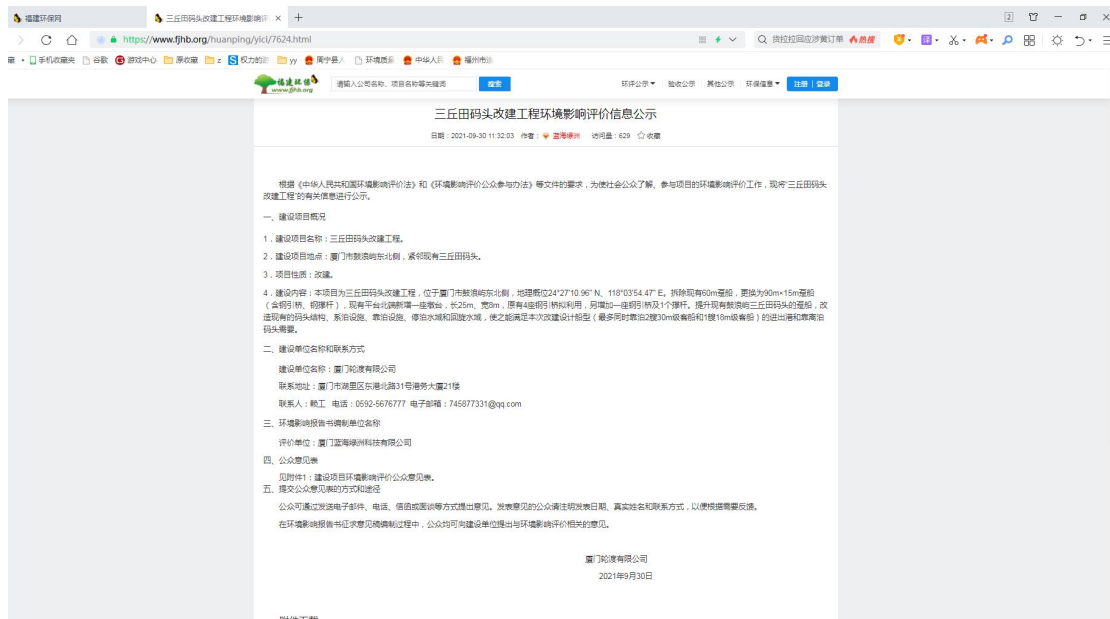 福建环保网
三丘田码头改建工程环境影响评 × +
https://www.fjhb.org/huanping/yici/7624.html
货拉拉回应涉黄订单 热搜
手机收藏夹 谷歌 游戏中心 原收藏 z 权力的游 yy 周宁县人 环境质量 中华人民 福州市
福建环保
www.fjhb.org
请输入公司名称、项目名称等关键词
搜索
环评公示 验收公示 其他公示 环保信息 注册 | 登录
三丘田码头改建工程环境影响评价信息公示
日期：2021-09-30 11:32:03 作者： 蓝海绿洲 访问量：629 收藏
根据《中华人民共和国环境影响评价法》和《环境影响评价公众参与办法》等文件的要求，为使社会公众了解、参与项目的环境影响评价工作，现将“三丘田码头
改建工程”的有关信息进行公示。
一、建设项目概况
1．建设项目名称：三丘田码头改建工程。
2．建设项目地点：厦门市鼓浪屿东北侧，紧邻现有三丘田码头。
3．项目性质：改建。
4．建设内容：本项目为三丘田码头改建工程，位于厦门市鼓浪屿东北侧，地理概位24°27′10.96″ N、118°03′54.47″ E。拆除现有60m趸船，更换为90m×15m趸船
（含钢引桥、钢撑杆），现有平台北端新增一座墩台，长25m、宽8m，原有4座钢引桥拟利用，另增加一座钢引桥及1个撑杆。提升现有鼓浪屿三丘田码头的趸船，改
造现有的码头结构、系泊设施、靠泊设施、停泊水域和回旋水域，使之能满足本次改建设计船型（最多同时靠泊2艘30m级客船和1艘18m级客船）的进出港和靠离泊
码头需要。
二、建设单位名称和联系方式
建设单位名称：厦门轮渡有限公司
联系地址：厦门市湖里区东港北路31号港务大厦21楼
联系人：赖工 电话：0592-5676777 电子邮箱：745877331@qq.com
三、环境影响报告书编制单位名称
评价单位：厦门蓝海绿洲科技有限公司
四、公众意见表
见附件1：建设项目环境影响评价公众意见表。
五、提交公众意见表的方式和途径
公众可通过发送电子邮件、电话、信函或面谈等方式提出意见。发表意见的公众请注明发表日期、真实姓名和联系方式，以便根据需要反馈。
在环境影响报告书征求意见稿编制过程中，公众均可向建设单位提出与环境影响评价相关的意见。
厦门轮渡有限公司
2021年9月30日